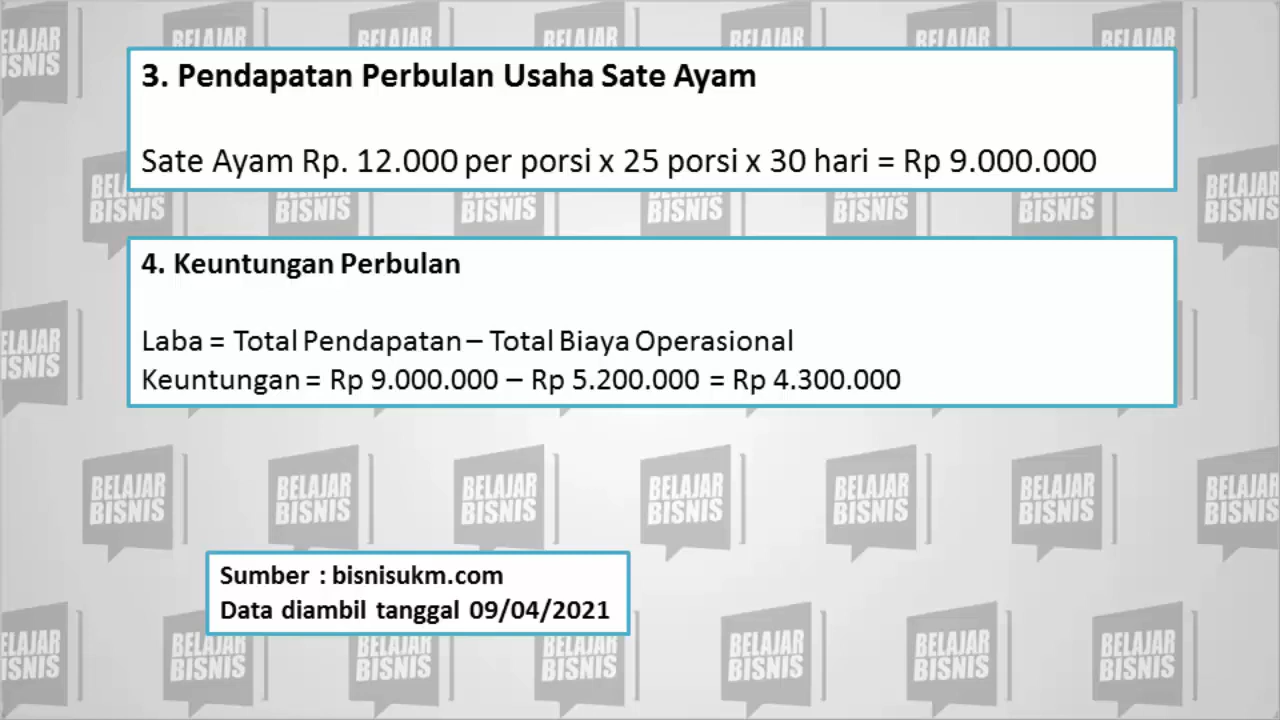 3. Pendapatan Perbulan Usaha Sate Ayam
Sate Ayam Rp. 12.000 per porsi x 25 porsi x 30 hari = Rp 9.000.000
4. Keuntungan Perbulan
Laba = Total Pendapatan – Total Biaya Operasional
Keuntungan = Rp 9.000.000 – Rp 5.200.000 = Rp 4.300.000
BELAJAR
BISNIS
Sumber : bisnisukm.com
Data diambil tanggal 09/04/2021